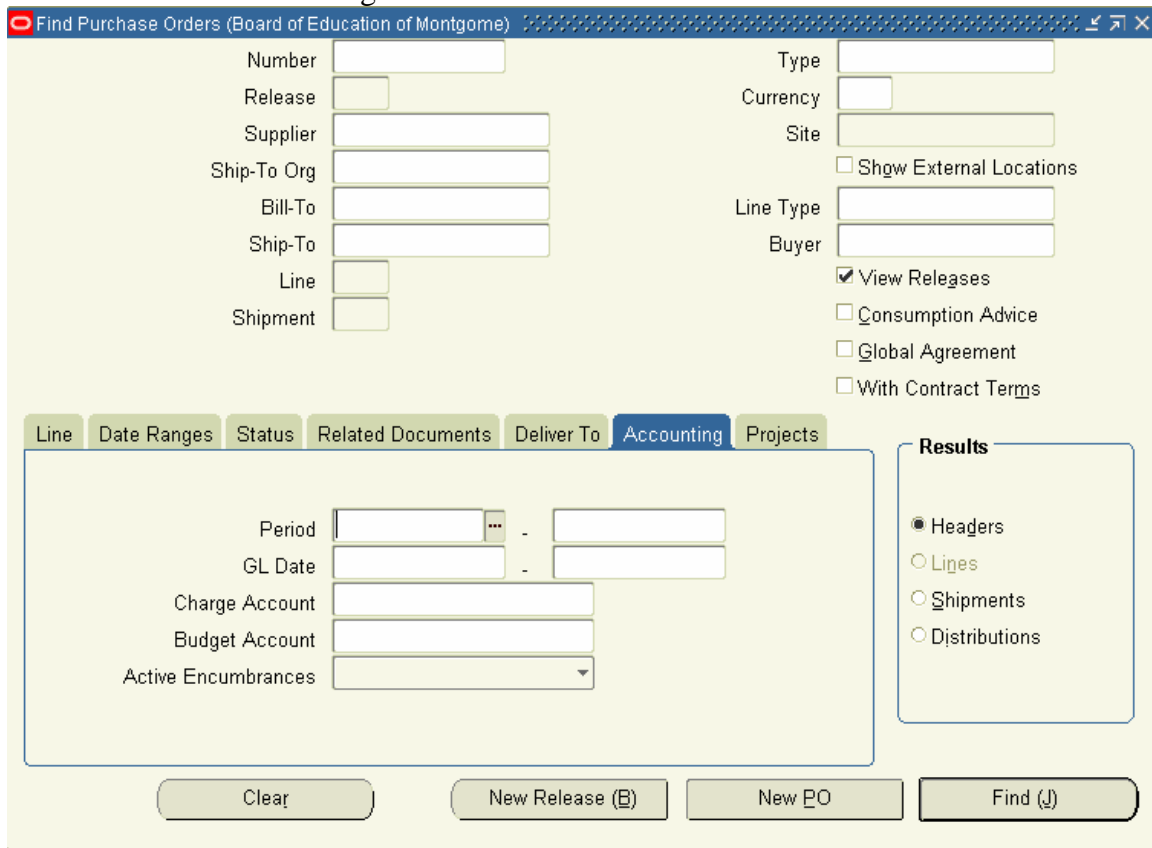 Find Purchase Orders (Board of Education of Montgome)
Number
Type
Release
Currency
Supplier
Site
Ship-To Org
Show External Locations
Bill-To
Line Type
Ship-To
Buyer
Line
View Releases
Shipment
Consumption Advice
Global Agreement
With Contract Terms
Line Date Ranges Status Related Documents Deliver To Accounting Projects
Results
Period ... -
Headers
GL Date -
Lines
Charge Account
Shipments
Budget Account
Distributions
Active Encumbrances
Clear New Release (B) New PO Find (J)